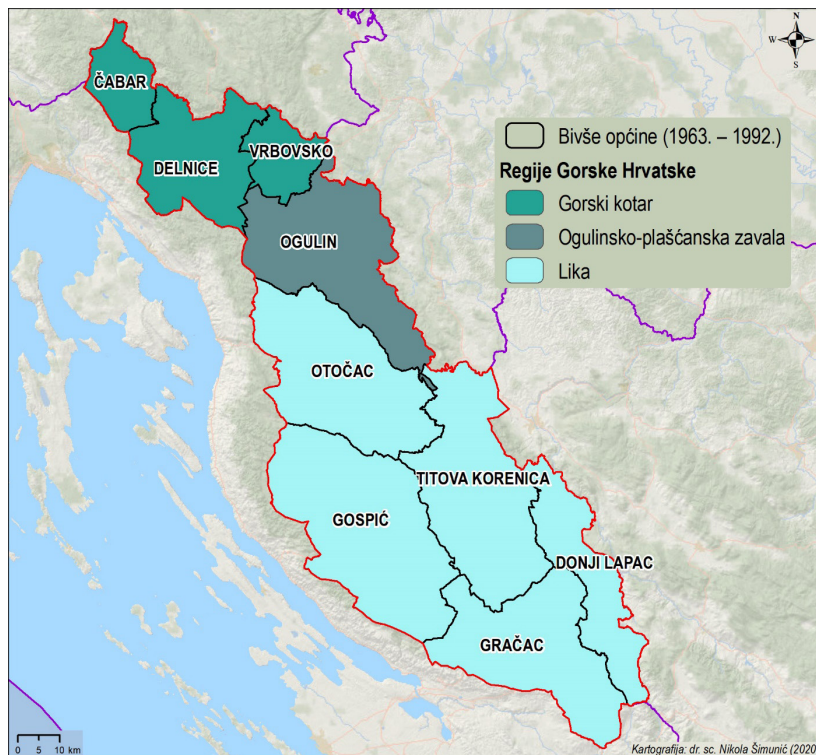 N
W E
S
ČABAR
DELNICE
VRBOVSKO
OGULIN
OTOČAC
TITOVA KORENICA
GOSPIĆ
DONJI LAPAC
GRAČAC
Bivše općine (1963. – 1992.)
Regije Gorske Hrvatske
Gorski kotar
Ogulinsko-plašćanska zavala
Lika
0 5 10 km
Kartografija: dr. sc. Nikola Šimunić (2020